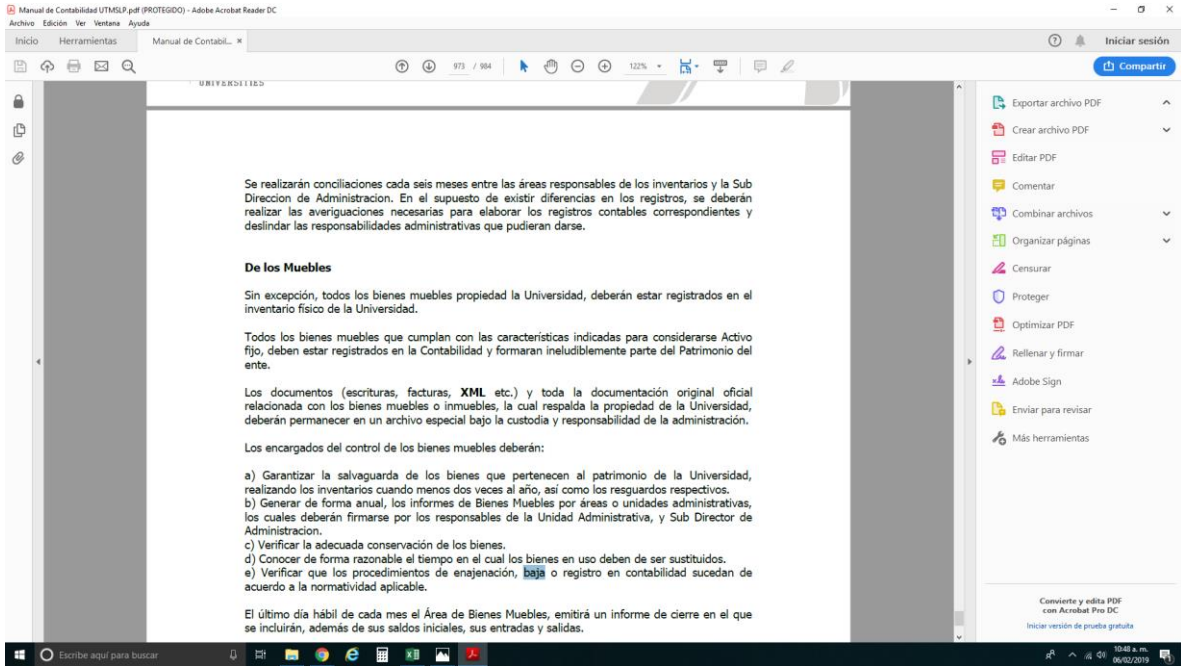 Manual de Contabilidad UTMSLP.pdf (PROTEGIDO) - Adobe Acrobat Reader DC
Archivo Edición Ver Ventana Ayuda
Inicio Herramientas Manual de Contabil... × Iniciar sesión
973 / 984 122% Compartir
UNIVERSITIES
Se realizarán conciliaciones cada seis meses entre las áreas responsables de los inventarios y la Sub
Direccion de Administracion. En el supuesto de existir diferencias en los registros, se deberán
realizar las averiguaciones necesarias para elaborar los registros contables correspondientes y
deslindar las responsabilidades administrativas que pudieran darse.
De los Muebles
Sin excepción, todos los bienes muebles propiedad la Universidad, deberán estar registrados en el
inventario físico de la Universidad.
Todos los bienes muebles que cumplan con las características indicadas para considerarse Activo
fijo, deben estar registrados en la Contabilidad y formaran ineludiblemente parte del Patrimonio del
ente.
Los documentos (escrituras, facturas, XML etc.) y toda la documentación original oficial
relacionada con los bienes muebles o inmuebles, la cual respalda la propiedad de la Universidad,
deberán permanecer en un archivo especial bajo la custodia y responsabilidad de la administración.
Los encargados del control de los bienes muebles deberán:
a) Garantizar la salvaguarda de los bienes que pertenecen al patrimonio de la Universidad,
realizando los inventarios cuando menos dos veces al año, así como los resguardos respectivos.
b) Generar de forma anual, los informes de Bienes Muebles por áreas o unidades administrativas,
los cuales deberán firmarse por los responsables de la Unidad Administrativa, y Sub Director de
Administracion.
c) Verificar la adecuada conservación de los bienes.
d) Conocer de forma razonable el tiempo en el cual los bienes en uso deben de ser sustituidos.
e) Verificar que los procedimientos de enajenación, baja o registro en contabilidad sucedan de
acuerdo a la normatividad aplicable.
El último día hábil de cada mes el Área de Bienes Muebles, emitirá un informe de cierre en el que
se incluirán, además de sus saldos iniciales, sus entradas y salidas.
Exportar archivo PDF
Crear archivo PDF
Editar PDF
Comentar
Combinar archivos
Organizar páginas
Censurar
Proteger
Optimizar PDF
Rellenar y firmar
Adobe Sign
Enviar para revisar
Más herramientas
Convierte y edita PDF
con Acrobat Pro DC
Iniciar versión de prueba gratuita
Escribe aquí para buscar
10:48 a. m.
06/02/2019